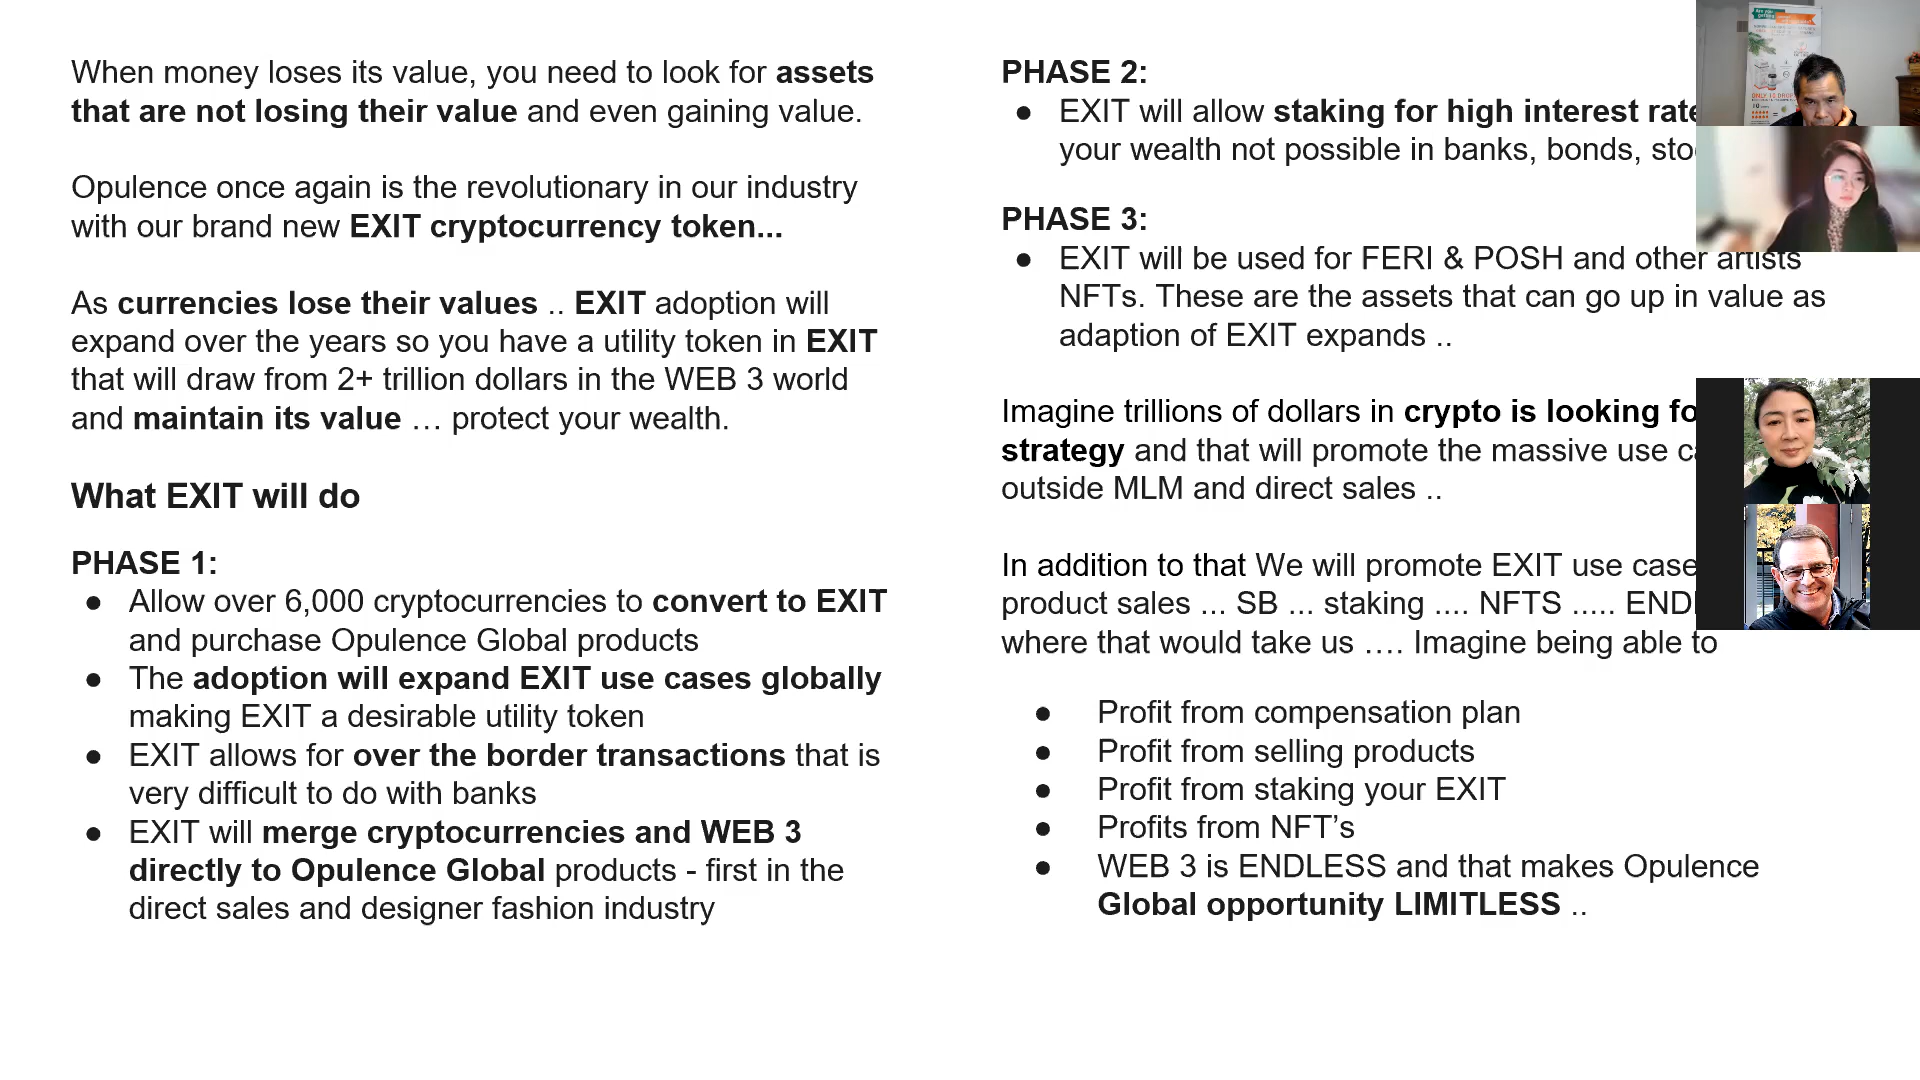 When money loses its value, you need to look for assets
that are not losing their value and even gaining value.
Opulence once again is the revolutionary in our industry
with our brand new EXIT cryptocurrency token...
As currencies lose their values .. EXIT adoption will
expand over the years so you have a utility token in EXIT
that will draw from 2+ trillion dollars in the WEB 3 world
and maintain its value … protect your wealth.
What EXIT will do
PHASE 1:
● Allow over 6,000 cryptocurrencies to convert to EXIT
and purchase Opulence Global products
● The adoption will expand EXIT use cases globally
making EXIT a desirable utility token
● EXIT allows for over the border transactions that is
very difficult to do with banks
● EXIT will merge cryptocurrencies and WEB 3
directly to Opulence Global products - first in the
direct sales and designer fashion industry
PHASE 2:
● EXIT will allow staking for high interest rate
your wealth not possible in banks, bonds, sto
PHASE 3:
● EXIT will be used for FERI & POSH and other artists
NFTs. These are the assets that can go up in value as
adaption of EXIT expands ..
Imagine trillions of dollars in crypto is looking fo
strategy and that will promote the massive use c
outside MLM and direct sales ..
In addition to that We will promote EXIT use case
product sales ... SB ... staking .... NFTS ..... END
where that would take us …. Imagine being able to
● Profit from compensation plan
● Profit from selling products
● Profit from staking your EXIT
● Profits from NFT’s
● WEB 3 is ENDLESS and that makes Opulence
Global opportunity LIMITLESS ..
Are you
ONLY 10 DROPS